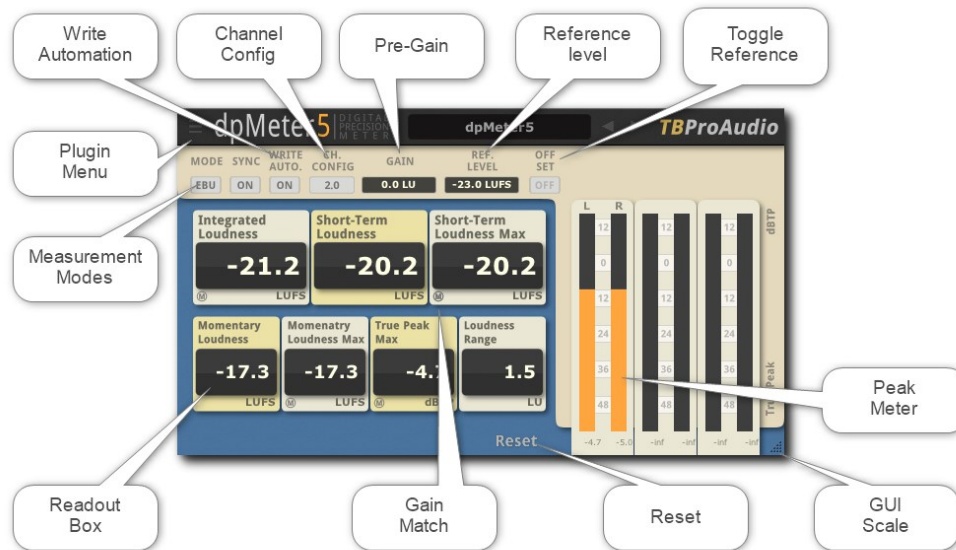 Write
Automation
Channel
Config
Pre-Gain
Reference
level
Toggle
Reference
Plugin
Menu
Measurement
Modes
dpMeter5
DIGITAL
PRECISION
METER
dpMeter5
TBProAudio
MODE
SYNC
WRITE
AUTO.
CH.
CONFIG
GAIN
REF.
LEVEL
OFF
SET
EBU
ON
ON
2.0
0.0 LU
-23.0 LUFS
OFF
Integrated
Loudness
-21.2
M
LUFS
Short-Term
Loudness
-20.2
LUFS
Short-Term
Loudness Max
-20.2
M
LUFS
Momentary
Loudness
-17.3
LUFS
Momenatry
Loudness Max
-17.3
M
LUFS
True Peak
Max
M
Loudness
Range
1.5
LU
Reset
L R
12 12 12
0 0 0
12 12 12
24 24 24
36 36 36
48 48 48
-4.7 -5.0 -inf -inf -inf -inf
dBTP
Peak
Meter
Readout
Box
Gain
Match
Reset
GUI
Scale